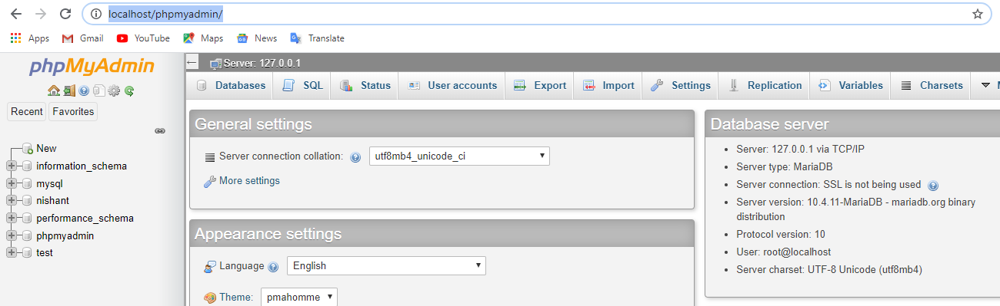 localhost/phpmyadmin/
Apps Gmail YouTube Maps News Translate
phpMyAdmin
Recent Favorites
New
information_schema
mysql
nishant
performance_schema
phpmyadmin
test
Server: 127.0.0.1
Databases SQL Status User accounts Export Import Settings Replication Variables Charsets
General settings
Server connection collation: utf8mb4_unicode_ci
More settings
Appearance settings
Language English
Theme: pmahomme
Database server
Server: 127.0.0.1 via TCP/IP
Server type: MariaDB
Server connection: SSL is not being used
Server version: 10.4.11-MariaDB - mariadb.org binary
distribution
Protocol version: 10
User: root@localhost
Server charset: UTF-8 Unicode (utf8mb4)